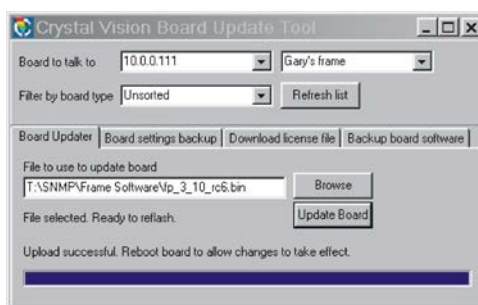 Crystal Vision Board Update Tool
Board to talk to 10.0.0.111 Gary's frame
Filter by board type Unsorted Refresh list
Board Updater Board settings backup Download license file Backup board software
File to use to update board
T:\SNMP\Frame Software\fp_3_10_rc6.bin Browse
File selected. Ready to reflash. Update Board
Upload successful. Reboot board to allow changes to take effect.